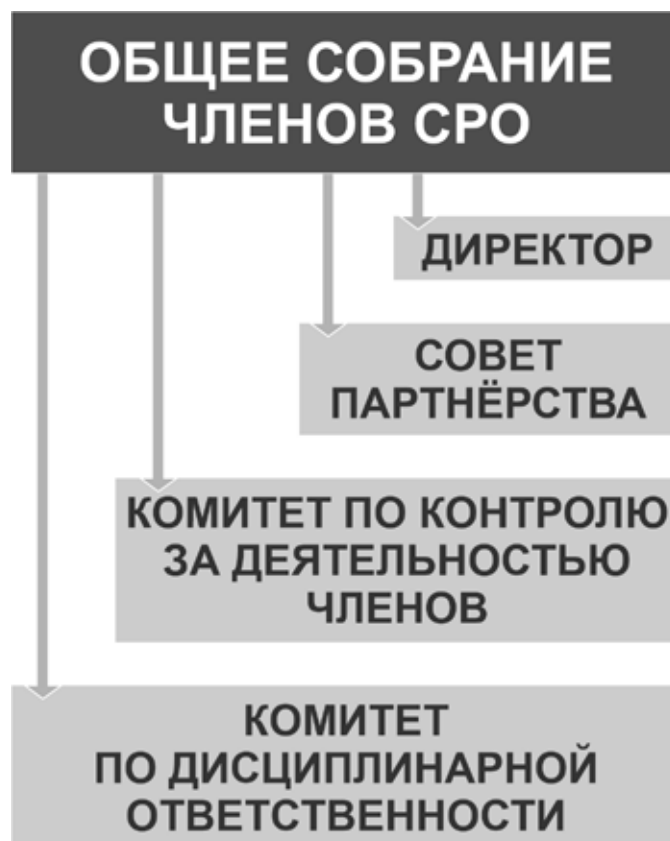 ОБЩЕЕ СОБРАНИЕ
ЧЛЕНОВ СРО
ДИРЕКТОР
СОВЕТ
ПАРТНЁРСТВА
КОМИТЕТ ПО КОНТРОЛЮ
ЗА ДЕЯТЕЛЬНОСТЬЮ
ЧЛЕНОВ
КОМИТЕТ
ПО ДИСЦИПЛИНАРНОЙ
ОТВЕТСТВЕННОСТИ